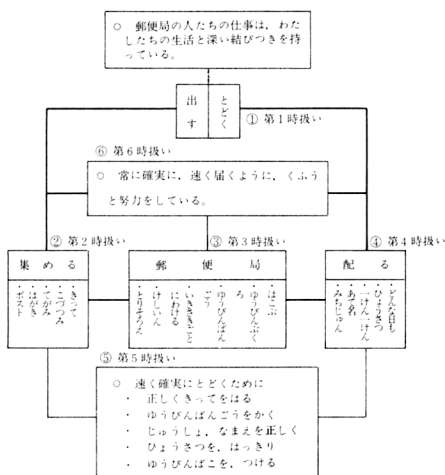 ○ 郵便局の人たちの仕事は，わた
したちの生活と深い結びつきを持
っている。
出す
とどく
① 第1時扱い
⑥ 第6時扱い
○ 常に確実に，速く届くように，くふう
と努力をしている。
② 第2時扱い
③ 第3時扱い
④ 第4時扱い
集める
・きって
・こづつみ
・てがみ
・はがき
・ポスト
郵便局
・はこぶ
・ゆうびんぶく
ろ
・ゆうびんばん
ごう
・いきさきごと
にわける
・けしいん
・とりそろえ
配る
・どんな日も
・ひょうさつ
・一けん一けん
・あて名
・みちじゅん
⑤ 第5時扱い
○ 速く確実にとどくために
・ 正しくきってをはる
・ ゆうびんばんごうをかく
・ じゅうしょ，なまえを正しく
・ ひょうさつを，はっきり
・ ゆうびんばこを，つける